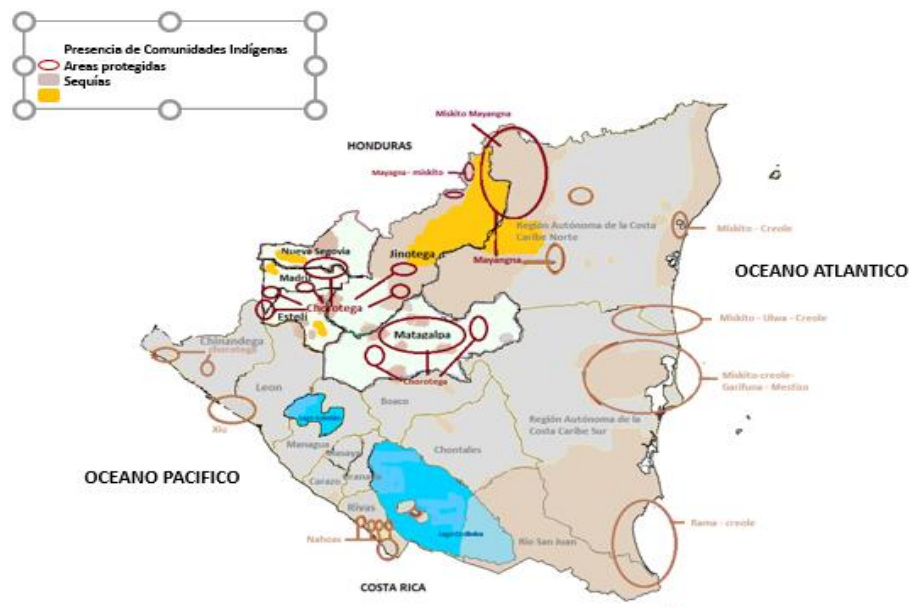 Presencia de Comunidades Indígenas
Areas protegidas
Sequías
Miskito Mayangna
HONDURAS
Mayagna - miskito
Región Autónoma de la Costa
Caribe Norte
Miskito - Creole
Nueva Segovia
Jinotega
Mayangna
OCEANO ATLANTICO
Madriz
Chorotega
Estelí
Miskito - Ulwa - Creole
Matagalpa
Chinandega
chorotega
Chorotega
Miskito-creole-
Garifuna - Mestizo
Leon
Boaco
Xiu
Región Autónoma de la
Costa Caribe Sur
Managua
Masaya
Chontales
OCEANO PACIFICO
Carazo
Granada
Rivas
Rama - creole
Nahoas
Rio San Juan
COSTA RICA